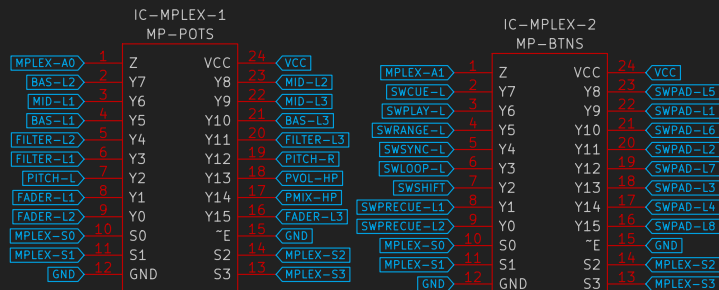 IC-MPLEX-1
MP-POTS
MPLEX-A0 1 Z VCC 24 VCC
BAS-L2 2 Y7 Y8 23 MID-L2
MID-L1 3 Y6 Y9 22 MID-L3
BAS-L1 4 Y5 Y10 21 BAS-L3
FILTER-L2 5 Y4 Y11 20 FILTER-L3
FILTER-L1 6 Y3 Y12 19 PITCH-R
PITCH-L 7 Y2 Y13 18 PVOL-HP
FADER-L1 8 Y1 Y14 17 PMIX-HP
FADER-L2 9 Y0 Y15 16 FADER-L3
MPLEX-S0 10 S0 ~E 15 GND
MPLEX-S1 11 S1 S2 14 MPLEX-S2
GND 12 GND S3 13 MPLEX-S3
IC-MPLEX-2
MP-BTNS
MPLEX-A1 1 Z VCC 24 VCC
SWCUE-L 2 Y7 Y8 23 SWPAD-L5
SWPLAY-L 3 Y6 Y9 22 SWPAD-L1
SWRANGE-L 4 Y5 Y10 21 SWPAD-L6
SWSYNC-L 5 Y4 Y11 20 SWPAD-L2
SWLOOP-L 6 Y3 Y12 19 SWPAD-L7
SWSHIFT 7 Y2 Y13 18 SWPAD-L3
SWPRECUE-L1 8 Y1 Y14 17 SWPAD-L4
SWPRECUE-L2 9 Y0 Y15 16 SWPAD-L8
MPLEX-S0 10 S0 ~E 15 GND
MPLEX-S1 11 S1 S2 14 MPLEX-S2
GND 12 GND S3 13 MPLEX-S3